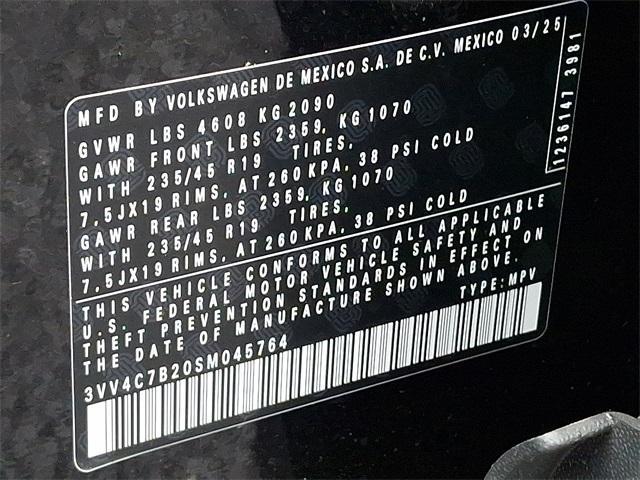 MFD BY VOLKSWAGEN DE MEXICO S.A. DE C.V. MEXICO 03/25
GVWR LBS 4608 KG 2090
GAWR FRONT LBS 2359, KG 1070
WITH 235/45 R19 TIRES,
7,5JX19 RIMS, AT 260 KPA, 38 PSI COLD
GAWR REAR LBS 2359, KG 1070
WITH 235/45 R19 TIRES,
7,5JX19 RIMS, AT 260 KPA, 38 PSI COLD
THIS VEHICLE CONFORMS TO ALL APPLICABLE
U.S. FEDERAL MOTOR VEHICLE SAFETY AND
THEFT PREVENTION STANDARDS IN EFFECT ON
THE DATE OF MANUFACTURE SHOWN ABOVE.
TYPE: MPV
3VV4C7B20SM045764
1236147 3981